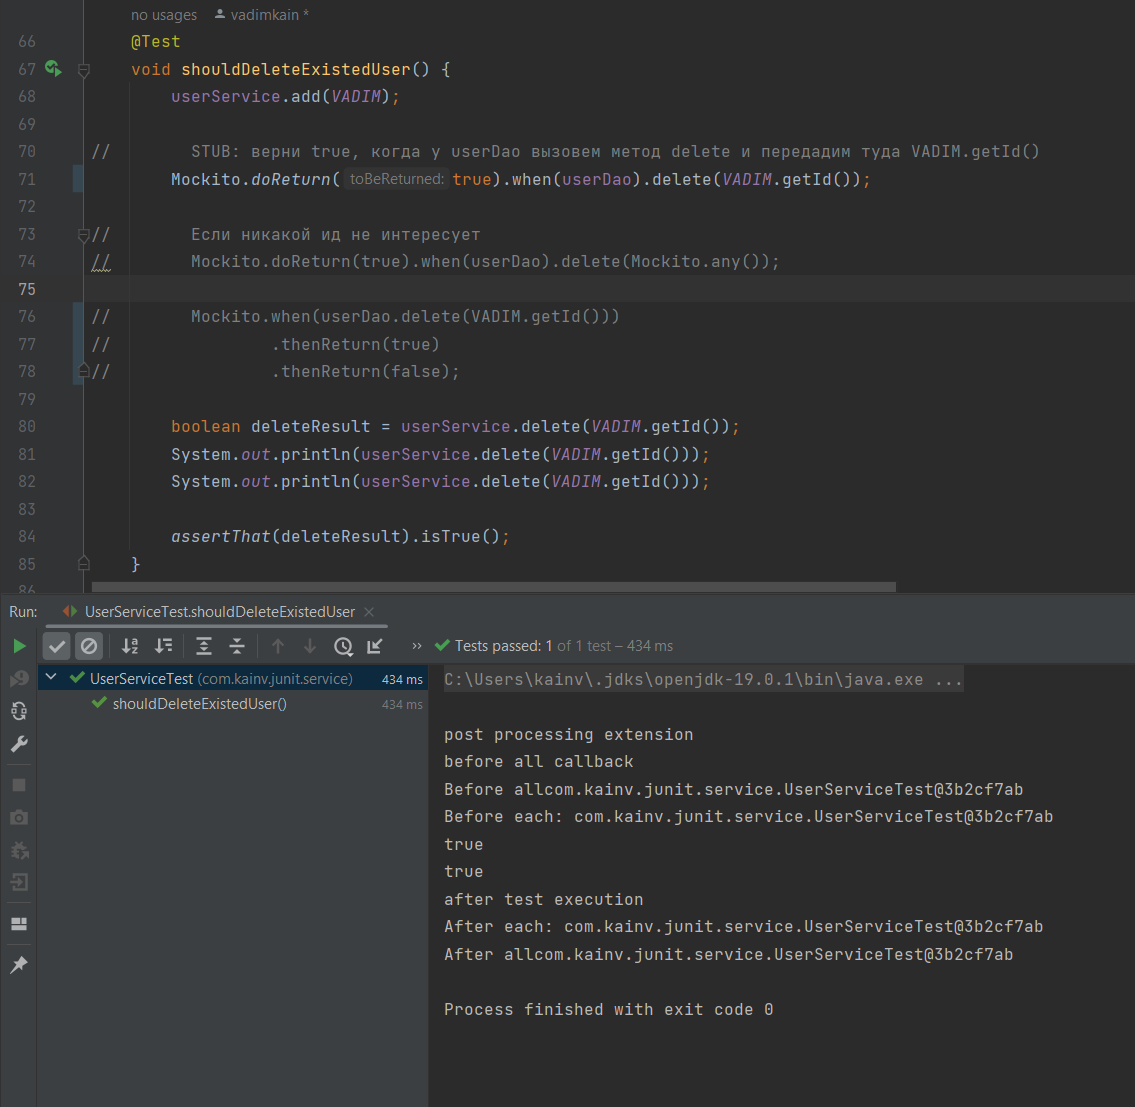 no usages vadimkain *
66 @Test
67 void shouldDeleteExistedUser() {
68 userService.add(VADIM);
69
70 // STUB: верни true, когда у userDao вызовем метод delete и передадим туда VADIM.getId()
71 Mockito.doReturn( toBeReturned: true).when(userDao).delete(VADIM.getId());
72
73 // Если никакой ид не интересует
74 // Mockito.doReturn(true).when(userDao).delete(Mockito.any());
75
76 // Mockito.when(userDao.delete(VADIM.getId()))
77 // .thenReturn(true)
78 // .thenReturn(false);
79
80 boolean deleteResult = userService.delete(VADIM.getId());
81 System.out.println(userService.delete(VADIM.getId()));
82 System.out.println(userService.delete(VADIM.getId()));
83
84 assertThat(deleteResult).isTrue();
85 }
86
Run: UserServiceTest.shouldDeleteExistedUser
» Tests passed: 1 of 1 test – 434 ms
UserServiceTest (com.kainv.junit.service) 434 ms
shouldDeleteExistedUser() 434 ms
C:\Users\kainv\.jdks\openjdk-19.0.1\bin\java.exe ...
post processing extension
before all callback
Before allcom.kainv.junit.service.UserServiceTest@3b2cf7ab
Before each: com.kainv.junit.service.UserServiceTest@3b2cf7ab
true
true
after test execution
After each: com.kainv.junit.service.UserServiceTest@3b2cf7ab
After allcom.kainv.junit.service.UserServiceTest@3b2cf7ab
Process finished with exit code 0